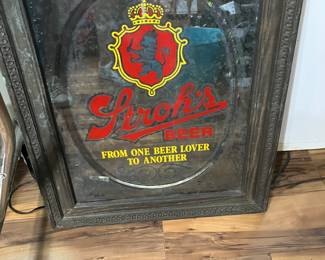 Stroh's
BEER
FROM ONE BEER LOVER
TO ANOTHER